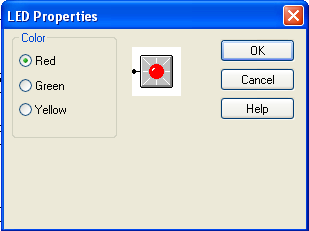 LED Properties
Color
Red
Green
Yellow
OK
Cancel
Help